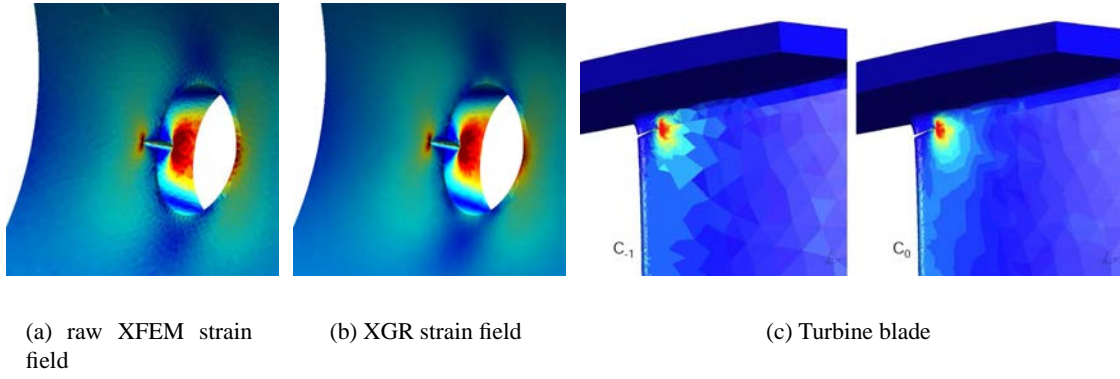 C-1
C0
(a) raw XFEM strain
field
(b) XGR strain field
(c) Turbine blade